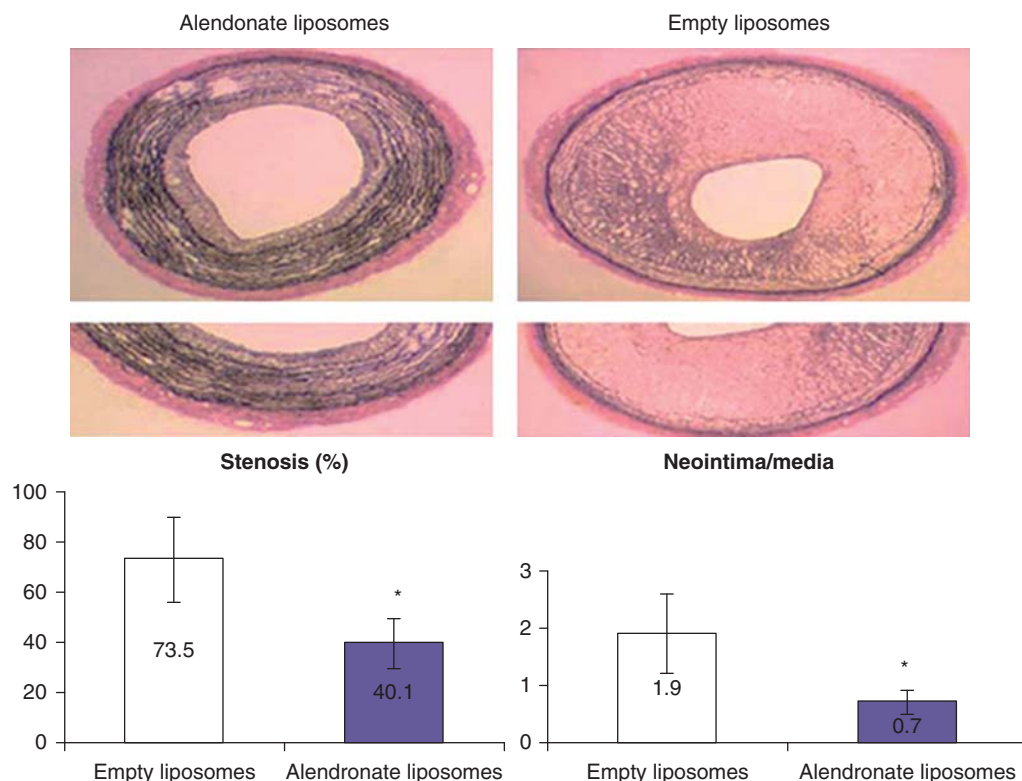 Alendonate liposomes
Empty liposomes
Stenosis (%)
100
80
60
40
20
0
73.5
*
40.1
Empty liposomes
Alendronate liposomes
Neointima/media
3
2
1
0
1.9
*
0.7
Empty liposomes
Alendronate liposomes